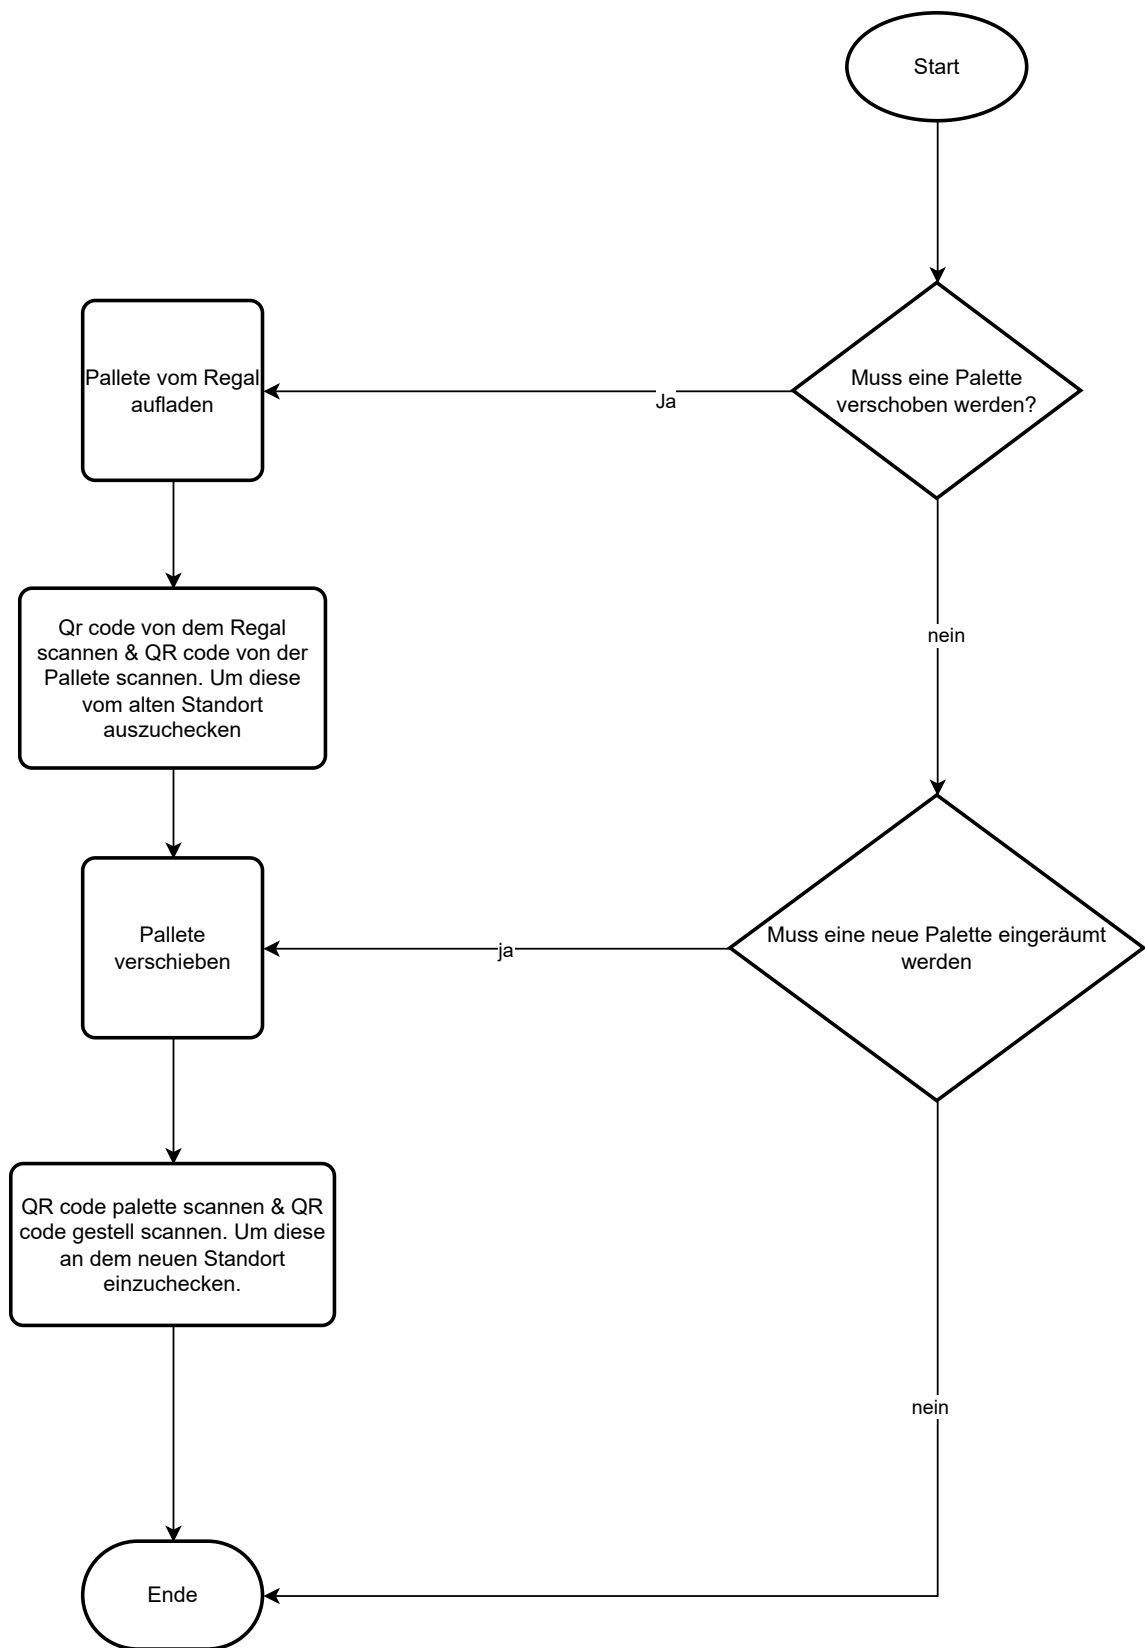 Start
Muss eine Palette
verschoben werden?
Ja
Pallete vom Regal
aufladen
Qr code von dem Regal
scannen & QR code von der
Pallete scannen. Um diese
vom alten Standort
auszuchecken
nein
Muss eine neue Palette eingeräumt
werden
ja
Pallete
verschieben
QR code palette scannen & QR
code gestell scannen. Um diese
an dem neuen Standort
einzuchecken.
nein
Ende